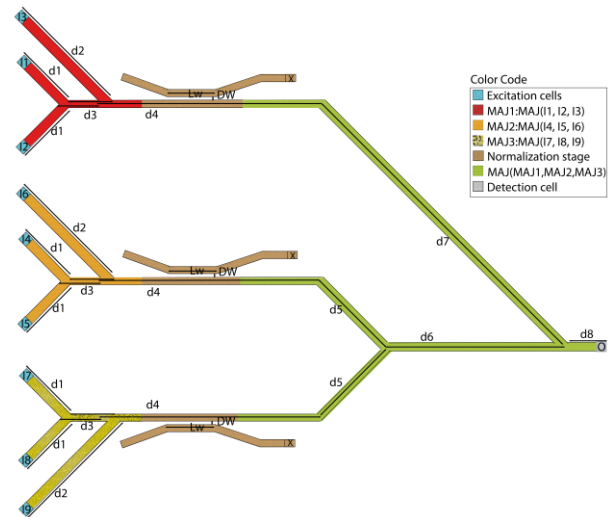 I3
d2
I1
d1
Lw
X
DW
d3
d4
d1
I2
Color Code
Excitation cells
MAJ1:MAJ(I1, I2, I3)
MAJ2:MAJ(I4, I5, I6)
MAJ3:MAJ(I7, I8, I9)
Normalization stage
MAJ(MAJ1,MAJ2,MAJ3)
Detection cell
I6
d2
I4
d1
d7
X
Lw
DW
d3
d4
d1
I5
d5
d6
d8
O
I7
d1
d5
d4
d3
DW
Lw
d1
X
I8
d2
I9